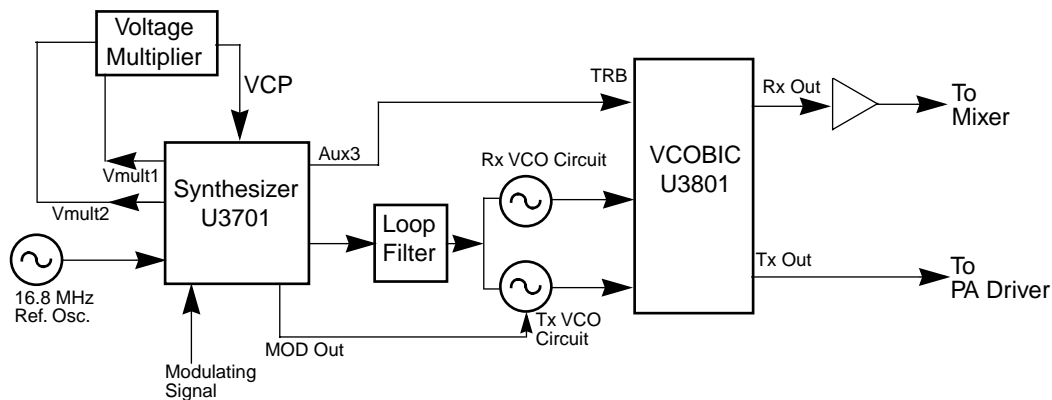 Voltage
Multiplier
VCP
TRB
Rx Out
To
Mixer
Aux3
Vmult1
Rx VCO Circuit
VCOBIC
U3801
Synthesizer
U3701
Vmult2
Loop
Filter
Tx Out
To
PA Driver
16.8 MHz
Ref. Osc.
Tx VCO
Circuit
MOD Out
Modulating
Signal